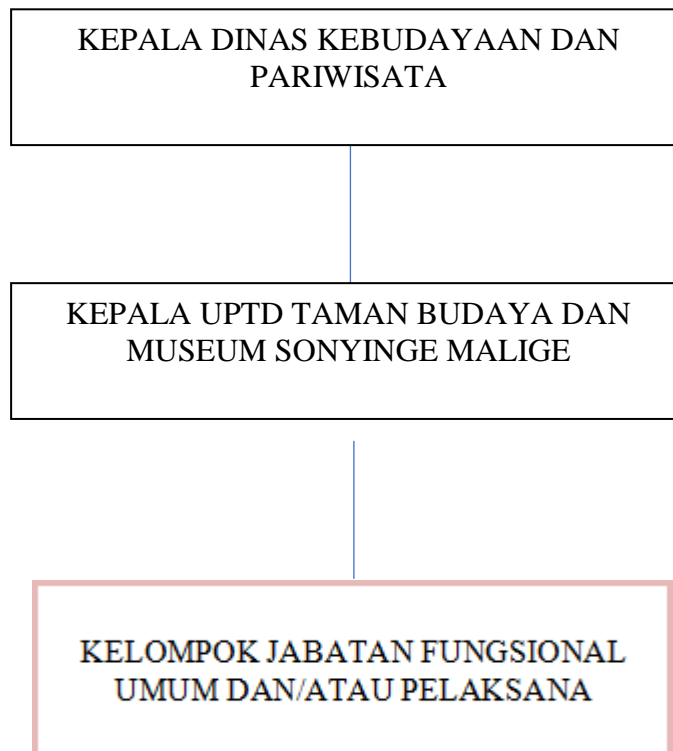 KEPALA DINAS KEBUDAYAAN DAN
PARIWISATA
KEPALA UPTD TAMAN BUDAYA DAN
MUSEUM SONYINGE MALIGE
KELOMPOK JABATAN FUNGSIONAL
UMUM DAN/ATAU PELAKSANA